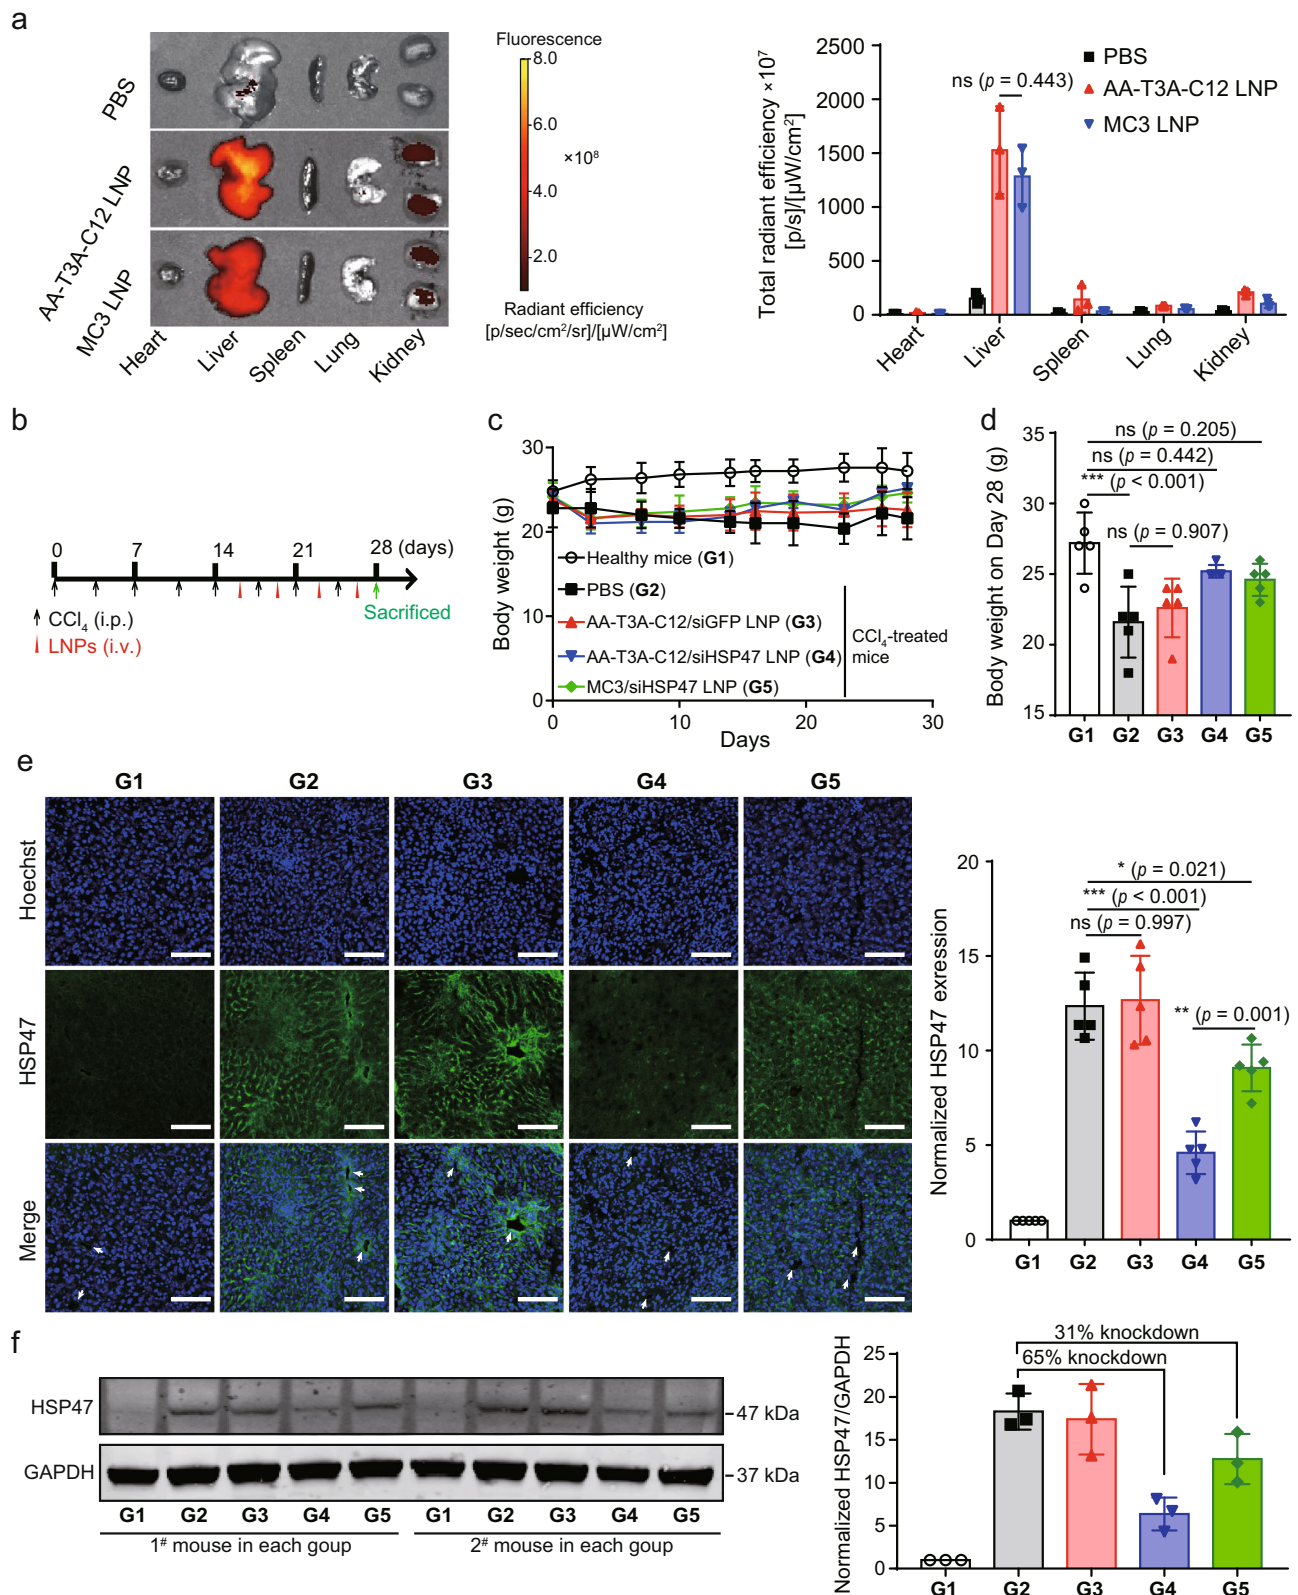 a
PBS
AA-T3A-C12 LNP
MC3 LNP
Heart
Liver
Spleen
Lung
Kidney
Fluorescence
8.0
6.0
×10⁸
4.0
2.0
Radiant efficiency
[p/sec/cm²/sr]/[µW/cm²]
Total radiant efficiency ×10⁷
[p/s]/[µW/cm²]
2500
2000
1500
1000
500
0
ns (p = 0.443)
PBS
AA-T3A-C12 LNP
MC3 LNP
Heart
Liver
Spleen
Lung
Kidney
b
0 7 14 21 28 (days)
Sacrificed
CCl₄ (i.p.)
LNPs (i.v.)
c
Body weight (g)
30
20
10
0
Healthy mice (G1)
PBS (G2)
AA-T3A-C12/siGFP LNP (G3)
AA-T3A-C12/siHSP47 LNP (G4)
MC3/siHSP47 LNP (G5)
CCl₄-treated
mice
0 10 20 30
Days
d
Body weight on Day 28 (g)
35
30
25
20
15
ns (p = 0.205)
ns (p = 0.442)
*** (p < 0.001)
ns (p = 0.907)
G1 G2 G3 G4 G5
e
G1 G2 G3 G4 G5
Hoechst
HSP47
Merge
Normalized HSP47 exression
20
15
10
5
0
* (p = 0.021)
*** (p < 0.001)
ns (p = 0.997)
** (p = 0.001)
G1 G2 G3 G4 G5
f
HSP47
47 kDa
GAPDH
37 kDa
G1 G2 G3 G4 G5 G1 G2 G3 G4 G5
1# mouse in each goup
2# mouse in each goup
Normalized HSP47/GAPDH
25
20
15
10
5
0
31% knockdown
65% knockdown
G1 G2 G3 G4 G5